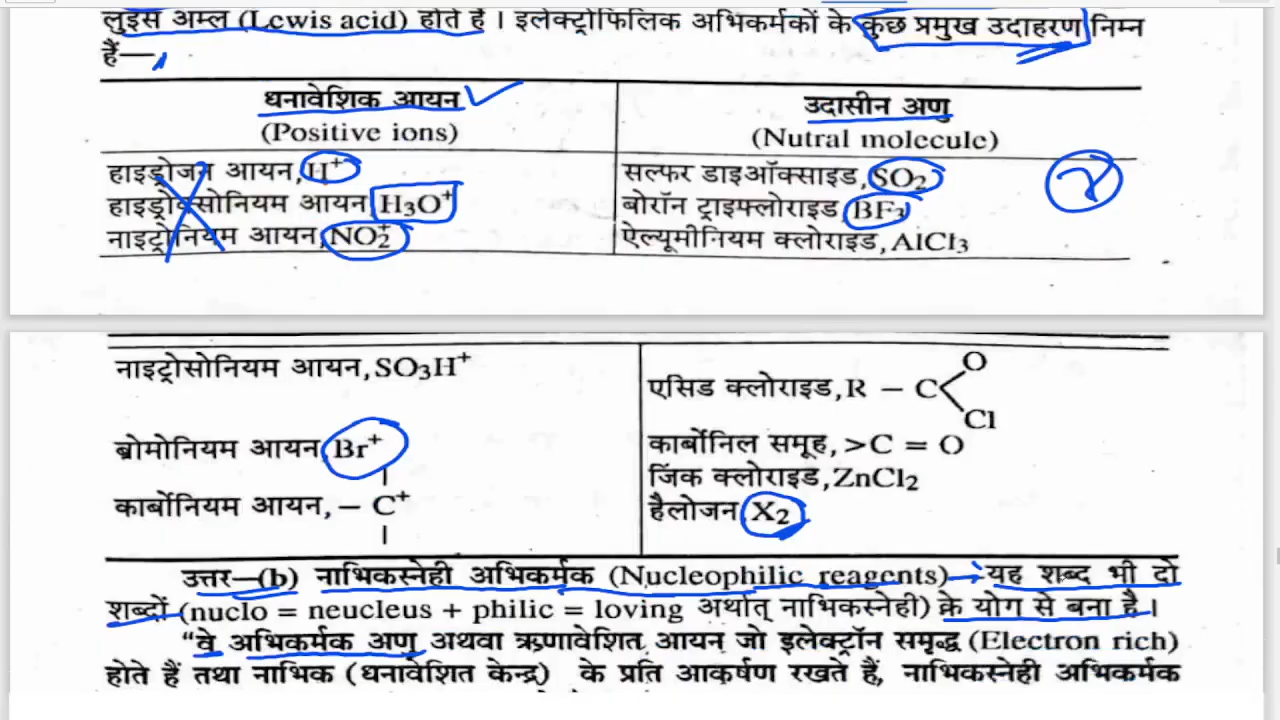 लुइस अम्ल (Lewis acid) होते हैं । इलेक्ट्रोफिलिक अभिकर्मकों के कुछ प्रमुख उदाहरण निम्न
हैं—
धनावेशिक आयन
(Positive ions)
हाइड्रोजन आयन, H⁺
हाइड्रोक्सोनियम आयन H₃O⁺
नाइट्रोनियम आयन, NO₂⁺
उदासीन अणु
(Nutral molecule)
सल्फर डाइऑक्साइड, SO₂
बोरॉन ट्राइफ्लोराइड, BF₃
ऐल्यूमीनियम क्लोराइड, AlCl₃
नाइट्रोसोनियम आयन, SO₃H⁺
ब्रोमोनियम आयन, Br⁺
कार्बोनियम आयन, – C⁺
एसिड क्लोराइड, R – C
O
Cl
कार्बोनिल समूह, >C = O
जिंक क्लोराइड, ZnCl₂
हैलोजन X₂
उत्तर—(b) नाभिकस्नेही अभिकर्मक (Nucleophilic reagents) — यह शब्द भी दो
शब्दों (nuclo = neucleus + philic = loving अर्थात् नाभिकस्नेही) के योग से बना है ।
“वे अभिकर्मक अणु अथवा ऋणावेशित आयन जो इलेक्ट्रॉन समृद्ध (Electron rich)
होते हैं तथा नाभिक (धनावेशित केन्द्र) के प्रति आकर्षण रखते हैं, नाभिकस्नेही अभिकर्मक